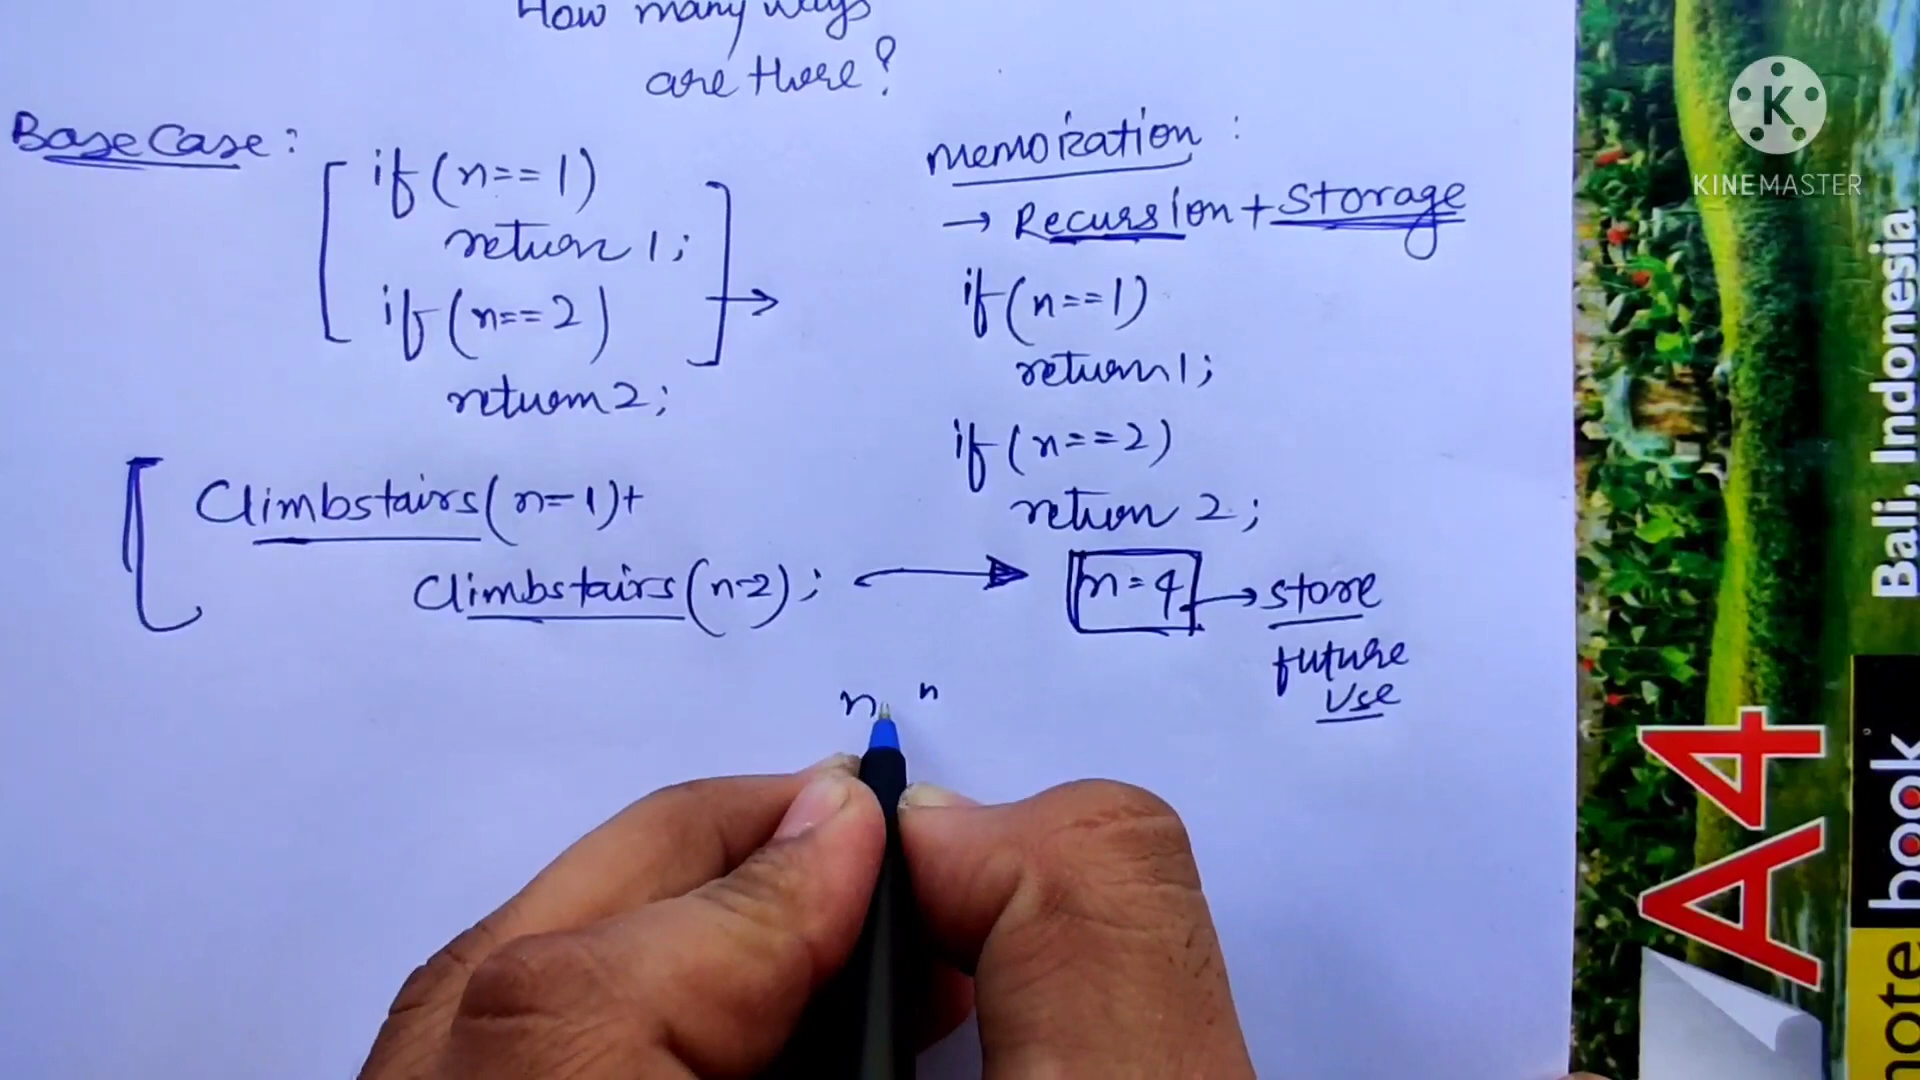 How many ways
are there?
Base Case:
if (n==1)
return 1;
if (n==2)
return 2;
Climbstairs(n-1)+
Climbstairs(n-2);
memoization :
→ Recurssion + Storage
if (n==1)
return 1;
if (n==2)
return 2;
n=4 → store
future
use
n n
K
KINEMASTER
Bali, Indonesia
A4
note book